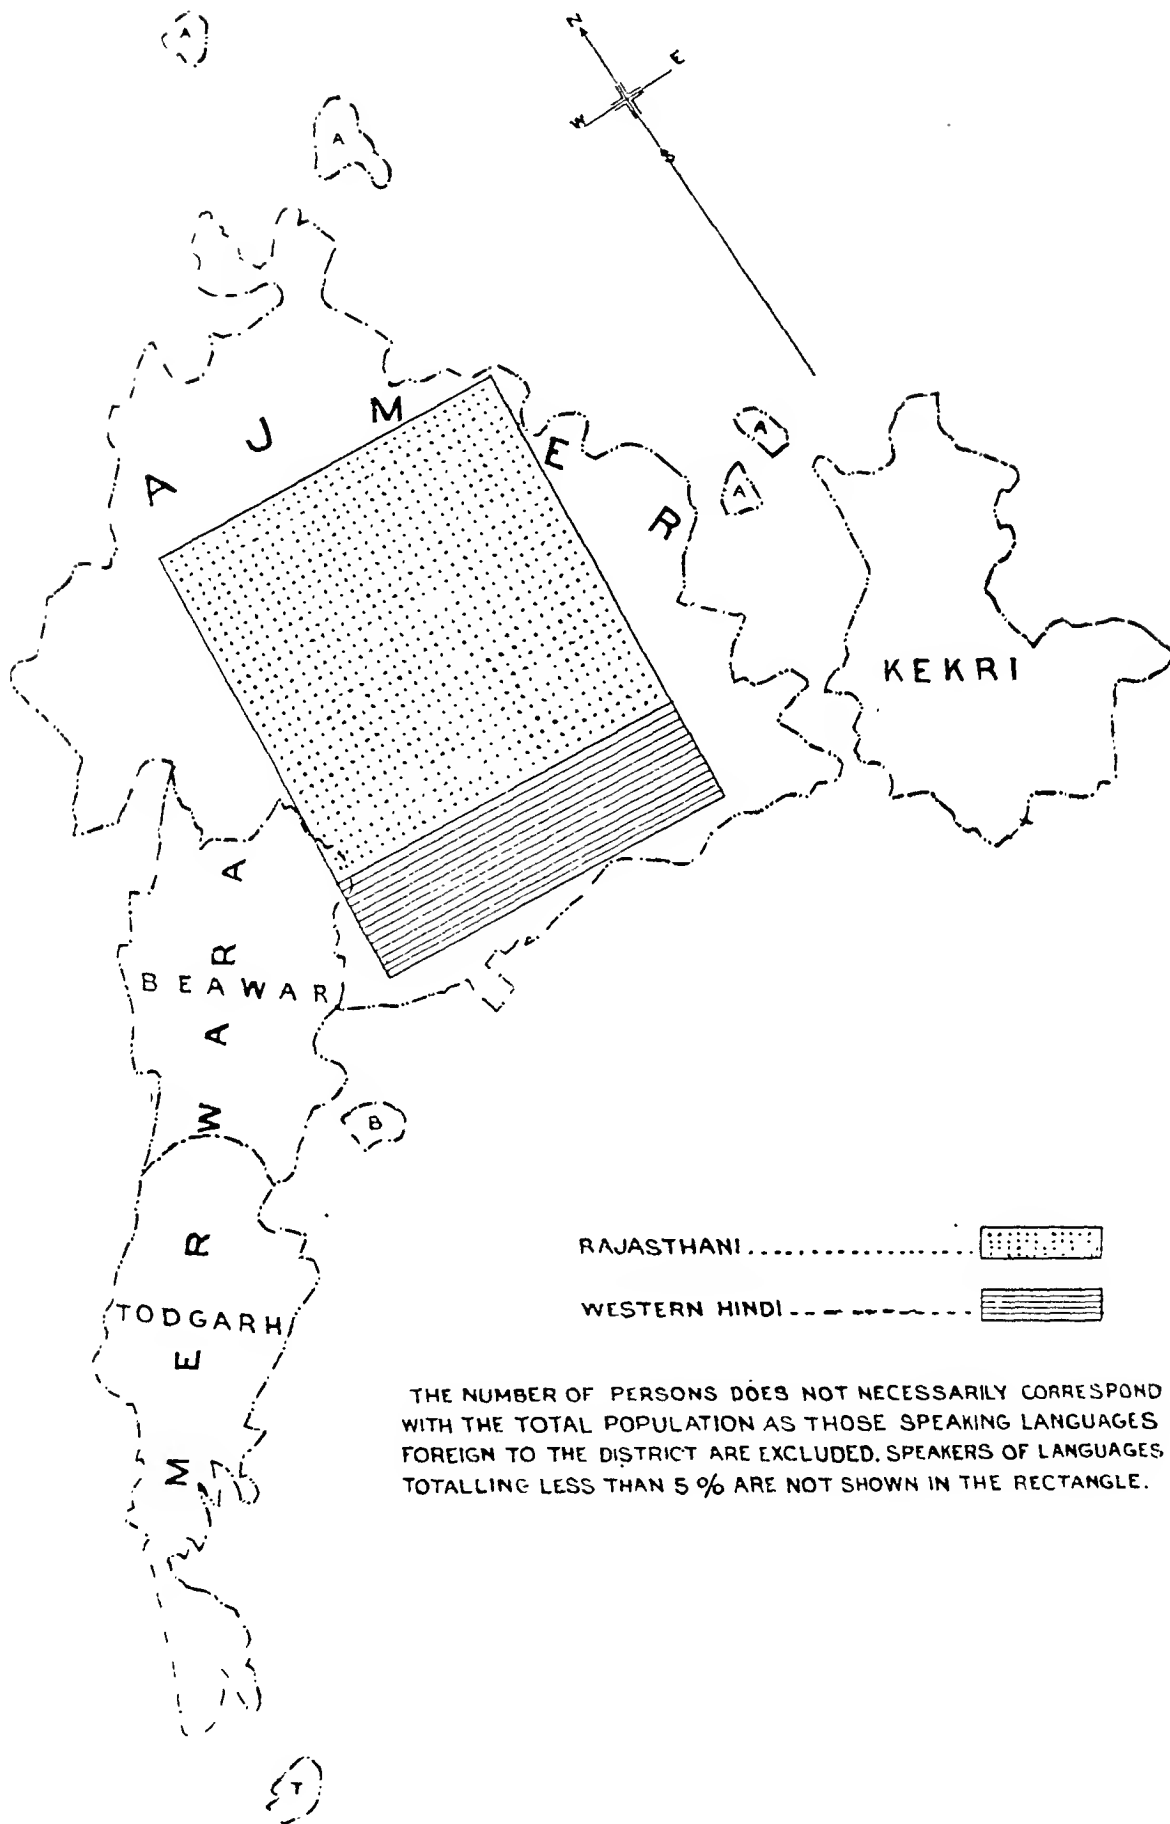 A
A
N
E
W
S
A J M E R
A
A
KEKRI
MERWARA
BEAWAR
B
TODGARH
T
RAJASTHANI
WESTERN HINDI
THE NUMBER OF PERSONS DOES NOT NECESSARILY CORRESPOND
WITH THE TOTAL POPULATION AS THOSE SPEAKING LANGUAGES
FOREIGN TO THE DISTRICT ARE EXCLUDED. SPEAKERS OF LANGUAGES
TOTALLING LESS THAN 5 % ARE NOT SHOWN IN THE RECTANGLE.